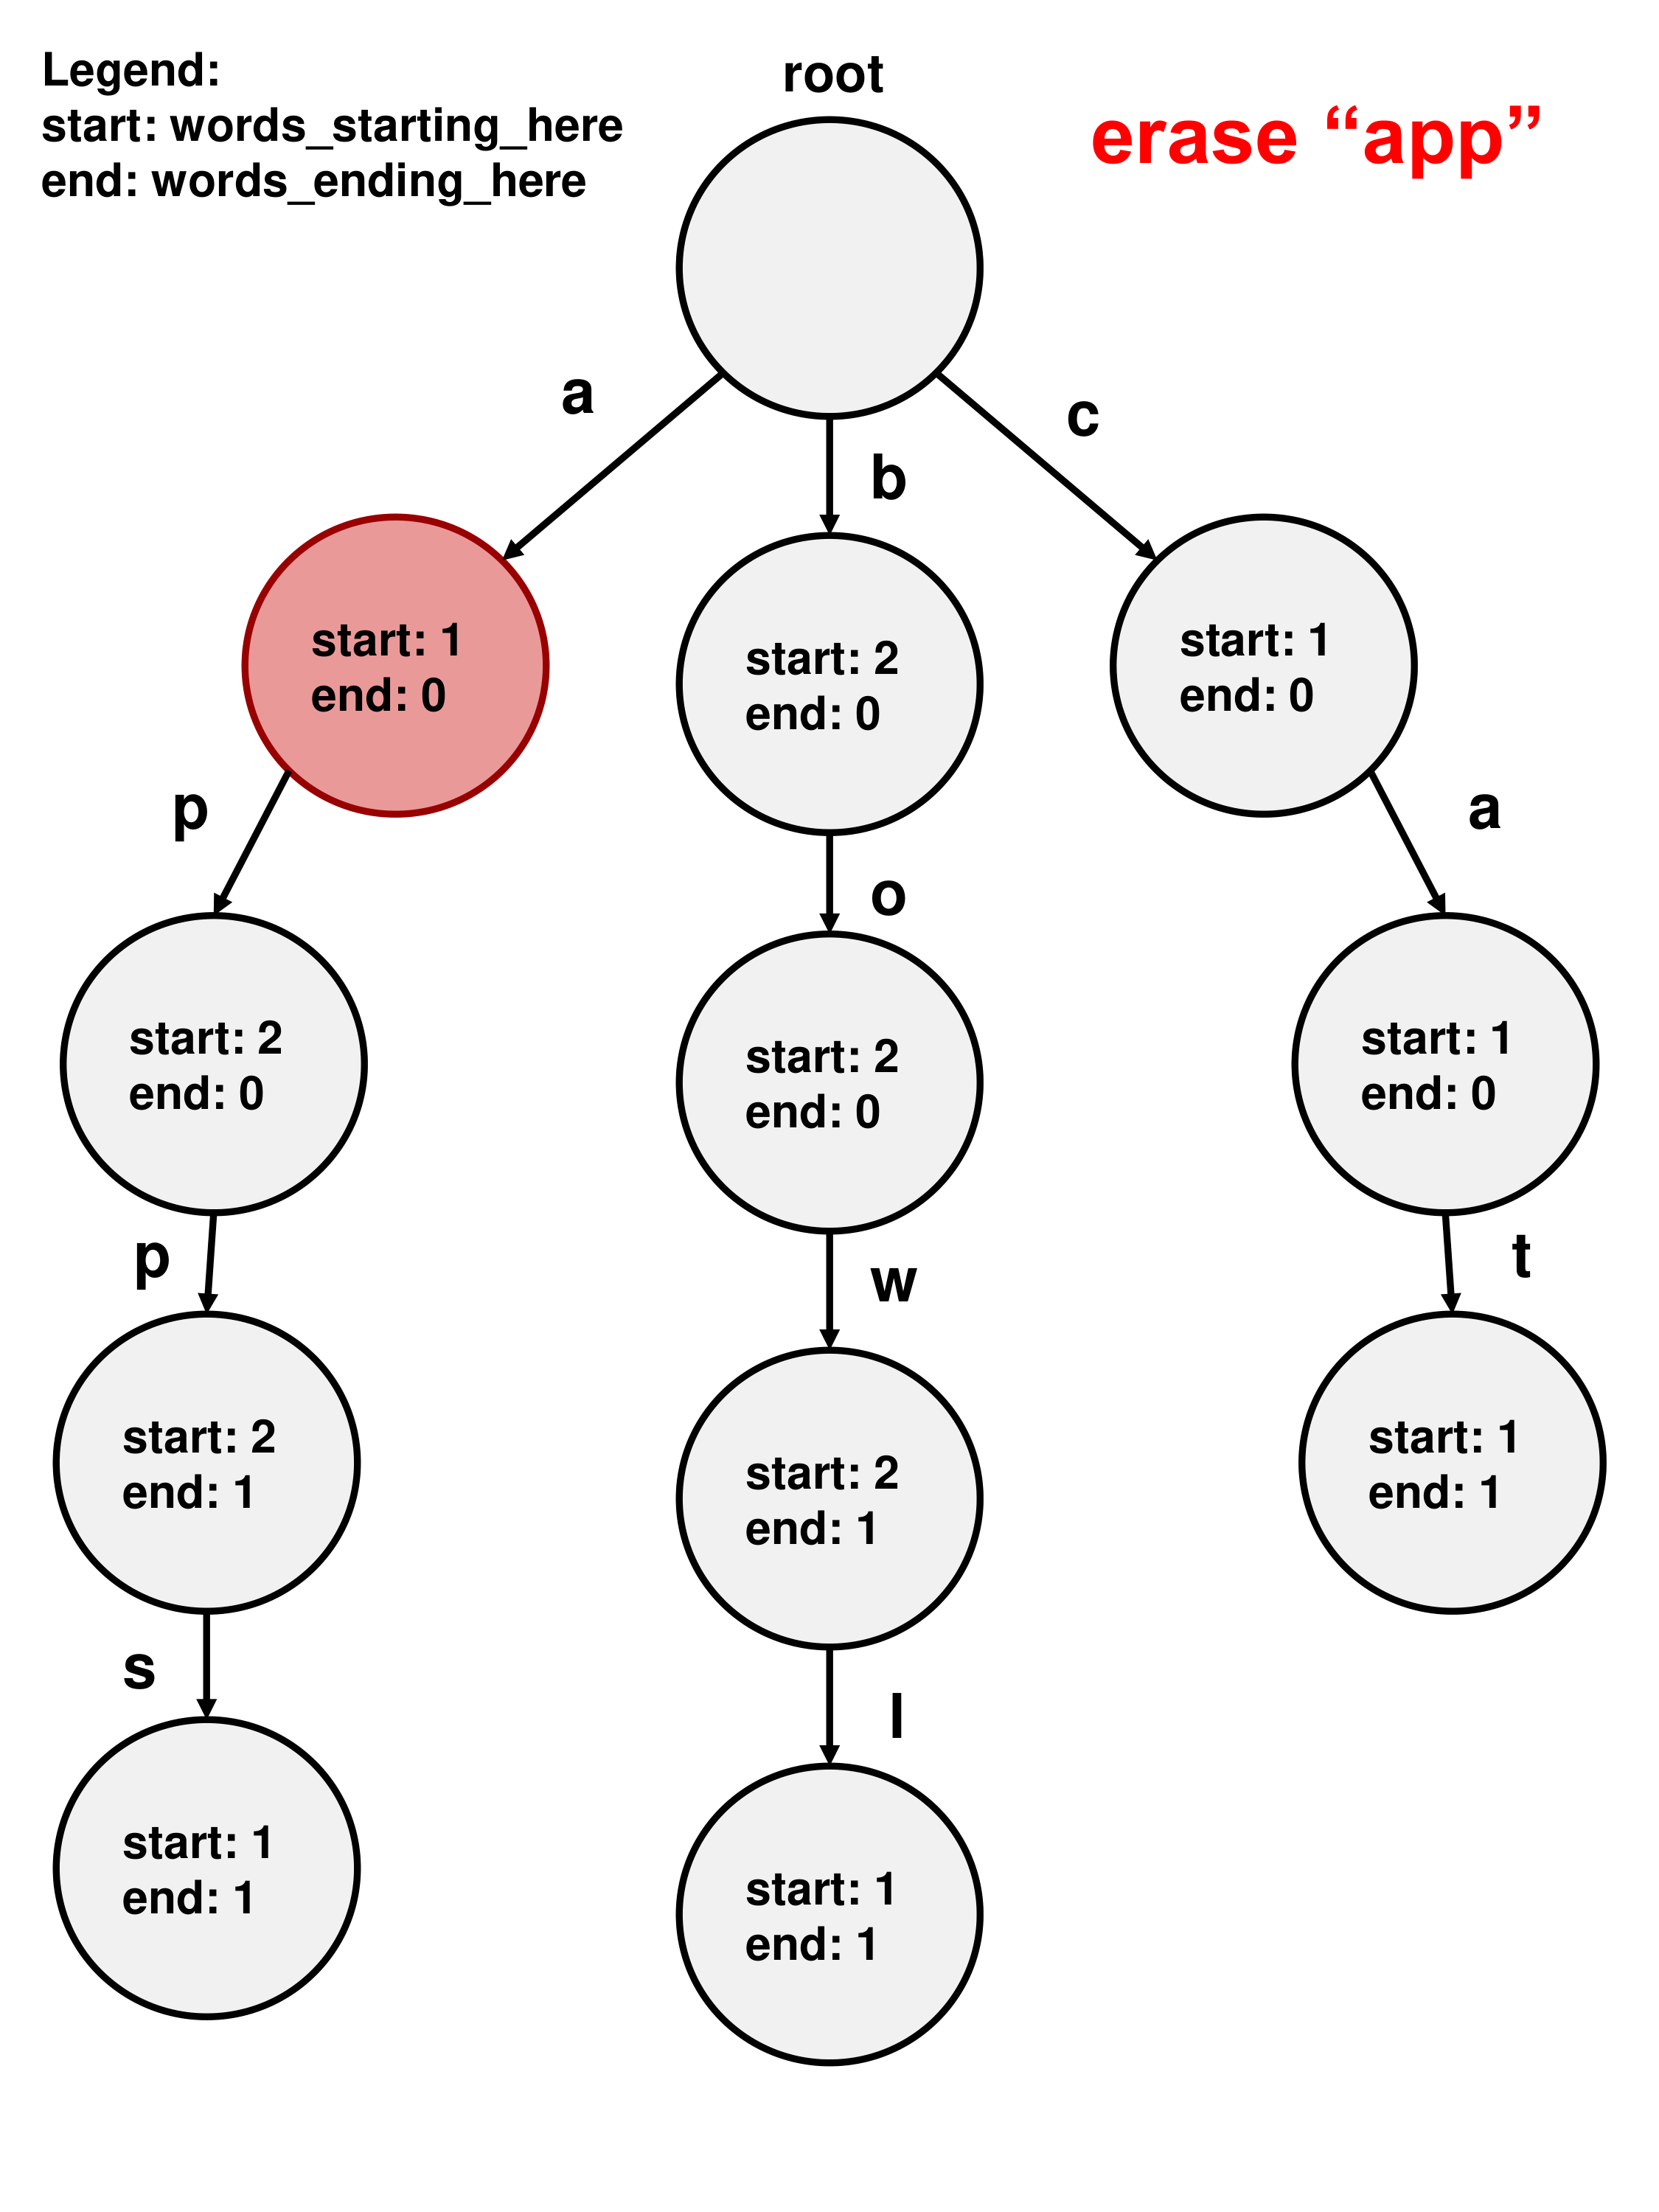 Legend:
start: words_starting_here
end: words_ending_here
root
erase “app”
a
b
c
start: 1
end: 0
start: 2
end: 0
start: 1
end: 0
p
o
a
start: 2
end: 0
start: 2
end: 0
start: 1
end: 0
p
w
t
start: 2
end: 1
start: 2
end: 1
start: 1
end: 1
s
l
start: 1
end: 1
start: 1
end: 1